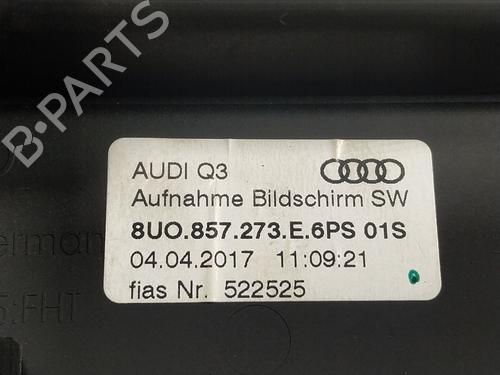 AUDI Q3
Aufnahme Bildschirm SW
8UO.857.273.E.6PS 01S
04.04.2017 11:09:21
fias Nr. 522525
B-PARTS